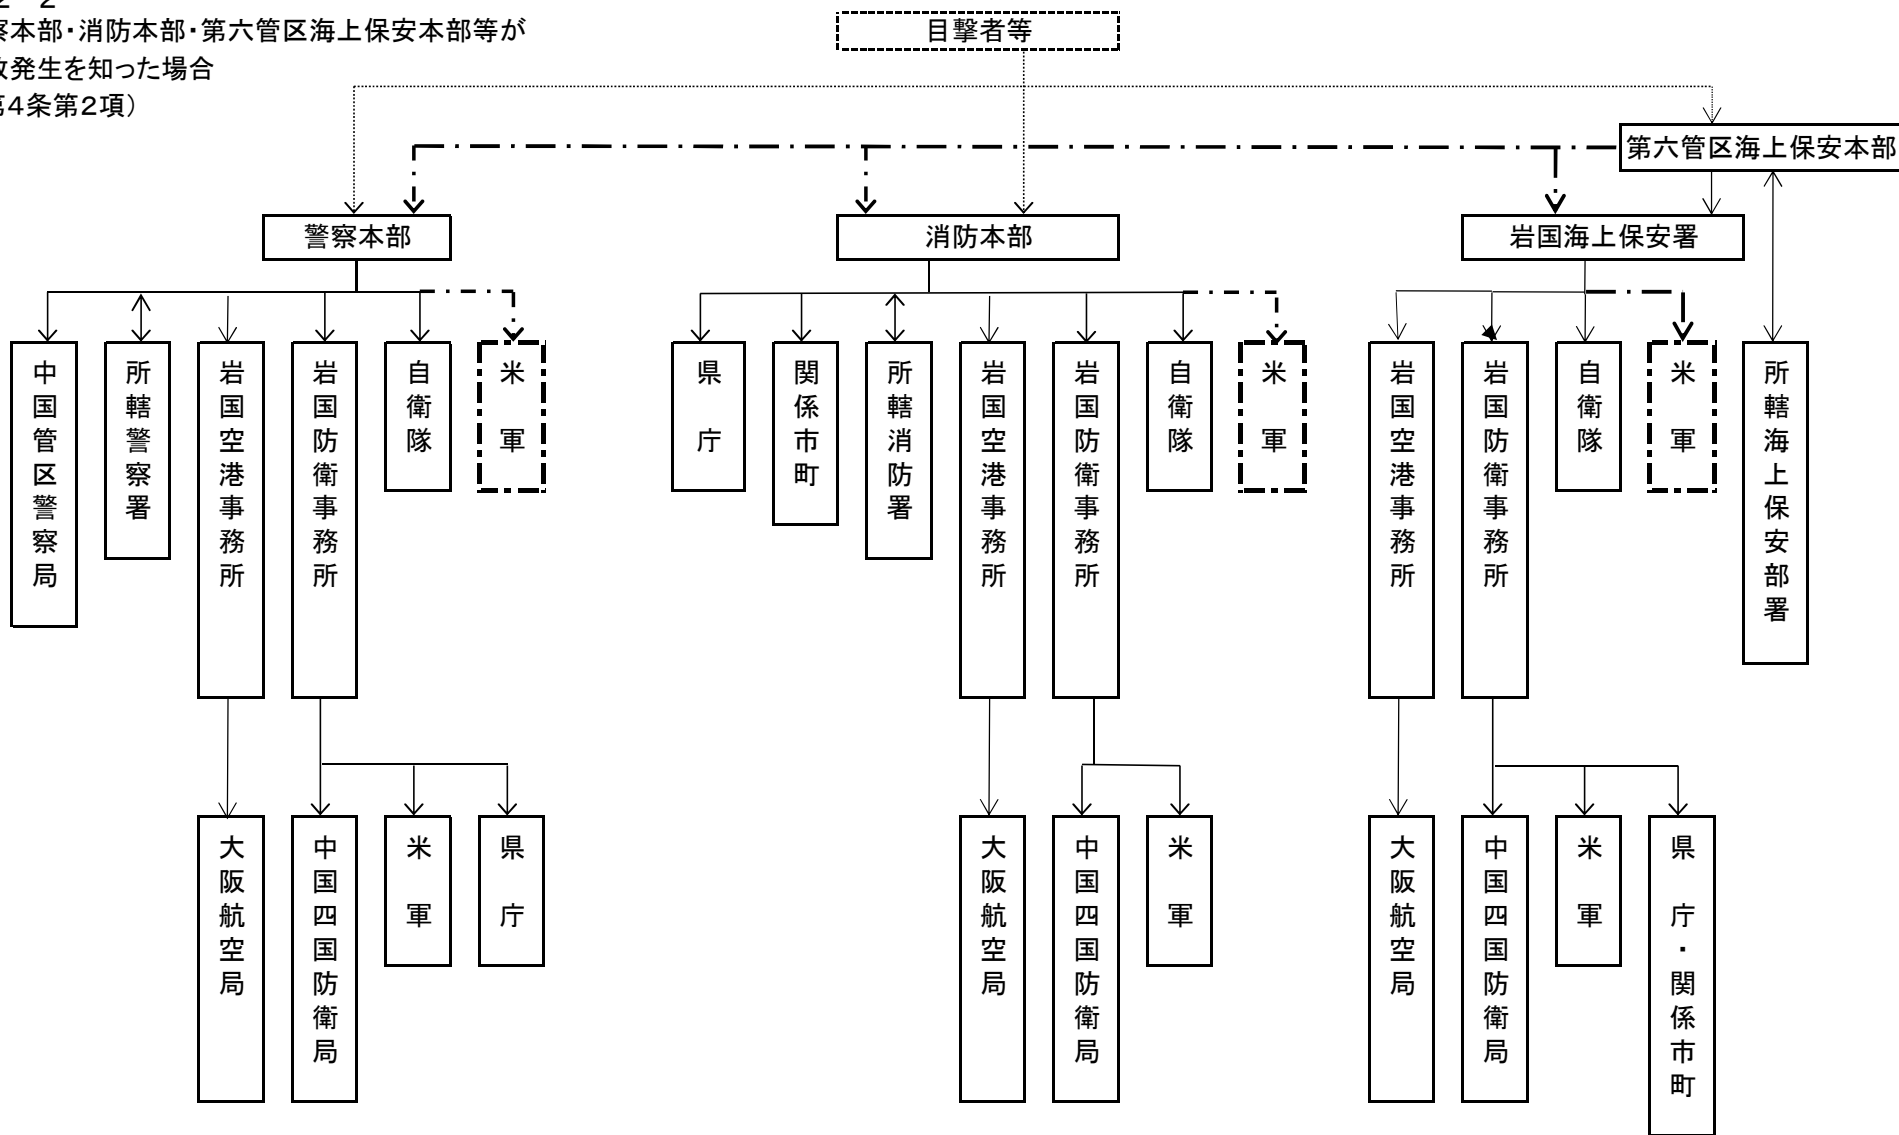 2
察本部・消防本部・第六管区海上保安本部等が
故発生を知った場合
第4条第2項）
目撃者等
第六管区海上保安本部
警察本部
消防本部
岩国海上保安署
中国管区警察局
所轄警察署
岩国空港事務所
岩国防衛事務所
自衛隊
米軍
県庁
関係市町
所轄消防署
岩国空港事務所
岩国防衛事務所
自衛隊
米軍
岩国空港事務所
岩国防衛事務所
自衛隊
米軍
所轄海上保安部署
大阪航空局
中国四国防衛局
米軍
県庁
大阪航空局
中国四国防衛局
米軍
大阪航空局
中国四国防衛局
米軍
県庁・関係市町